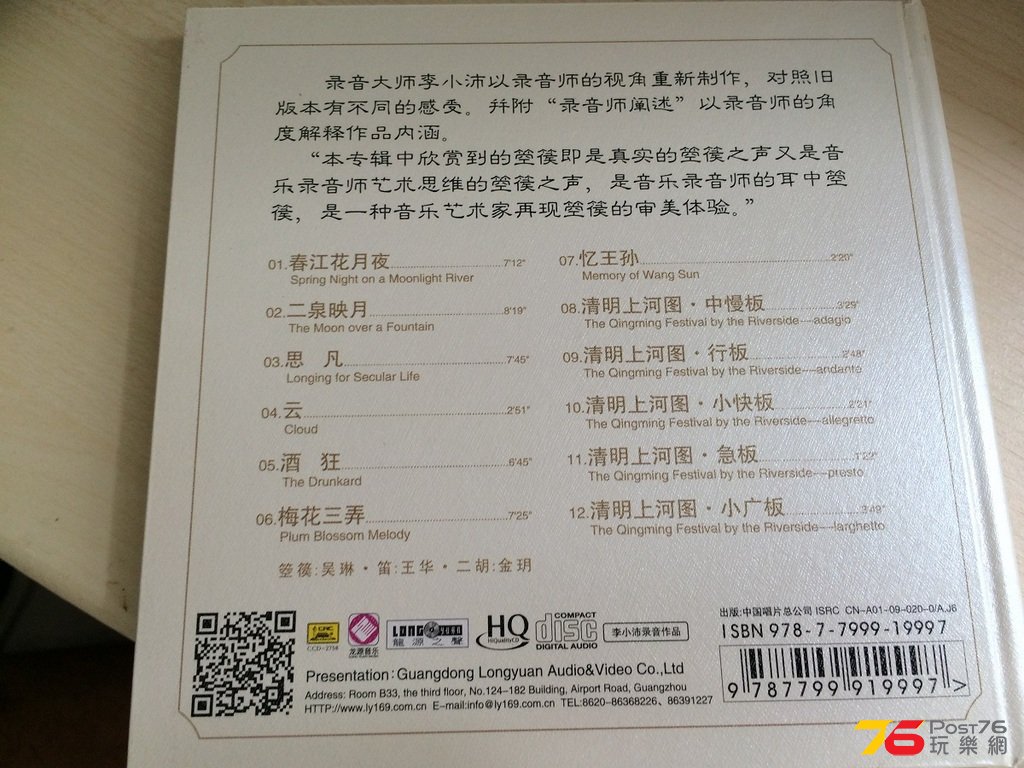 录音大师李小沛以录音师的视角重新制作，对照旧
版本有不同的感受。并附“录音师阐述”以录音师的角
度解释作品内涵。
“本专辑中欣赏到的箜篌即是真实的箜篌之声又是音
乐录音师艺术思维的箜篌之声，是音乐录音师的耳中箜
篌，是一种音乐艺术家再现箜篌的审美体验。”
01.春江花月夜 7'12"
Spring Night on a Moonlight River
02.二泉映月 8'19"
The Moon over a Fountain
03.思 凡 7'45"
Longing for Secular Life
04.云 2'51"
Cloud
05.酒 狂 6'45"
The Drunkard
06.梅花三弄 7'25"
Plum Blossom Melody
07.忆王孙 2'20"
Memory of Wang Sun
08.清明上河图·中慢板 3'29"
The Qingming Festival by the Riverside—adagio
09.清明上河图·行板 2'48"
The Qingming Festival by the Riverside—andante
10.清明上河图·小快板 2'21"
The Qingming Festival by the Riverside—allegretto
11.清明上河图·急板 1'22"
The Qingming Festival by the Riverside—presto
12.清明上河图·小广板 3'49"
The Qingming Festival by the Riverside—larghetto
箜篌:吴琳·笛:王华·二胡:金玥
CRC
CCD-2758
龙源音乐
LONG YUAN
龍源之聲
HQ
HiQualityCD
COMPACT
disc
DIGITAL AUDIO
李小沛录音作品
出版:中国唱片总公司 ISRC CN-A01-09-020-0/A.J6
ISBN 978-7-7999-19997
9 787799 919997 >
Presentation: Guangdong Longyuan Audio&Video Co.,Ltd
Address: Room B33, the third floor, No.124-182 Building, Airport Road, Guangzhou
HTTP://www.ly169.com.cn E-mail:info@ly169.com.cn TEL:8620-86368226、86391227
76 Post76
玩樂網